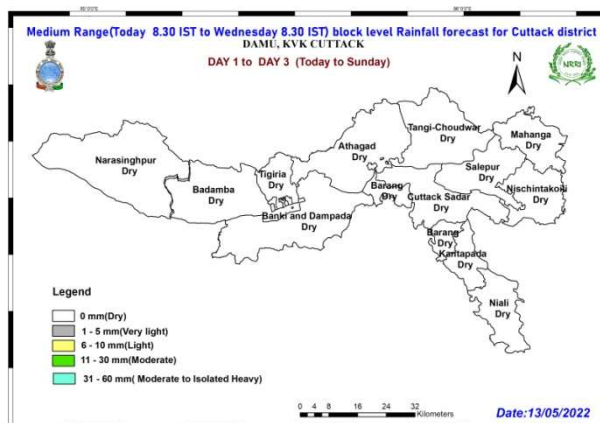 Medium Range(Today 8.30 IST to Wednesday 8.30 IST) block level Rainfall forecast for Cuttack district
DAMU, KVK CUTTACK
DAY 1 to DAY 3 (Today to Sunday)
N
NRRI
Narasinghpur
Dry
Badamba
Dry
Tigiria
Dry
Banki and Dampada
Dry
Athagad
Dry
Tangi-Choudwar
Dry
Mahanga
Dry
Salepur
Dry
Nischintakoili
Dry
Barang
Dry
Cuttack Sadar
Dry
Barang
Dry
Kantapada
Dry
Niali
Dry
Legend
0 mm(Dry)
1 - 5 mm(Very light)
6 - 10 mm(Light)
11 - 30 mm(Moderate)
31 - 60 mm( Moderate to Isolated Heavy)
0 4 8 16 24 32
Kilometers
Date:13/05/2022